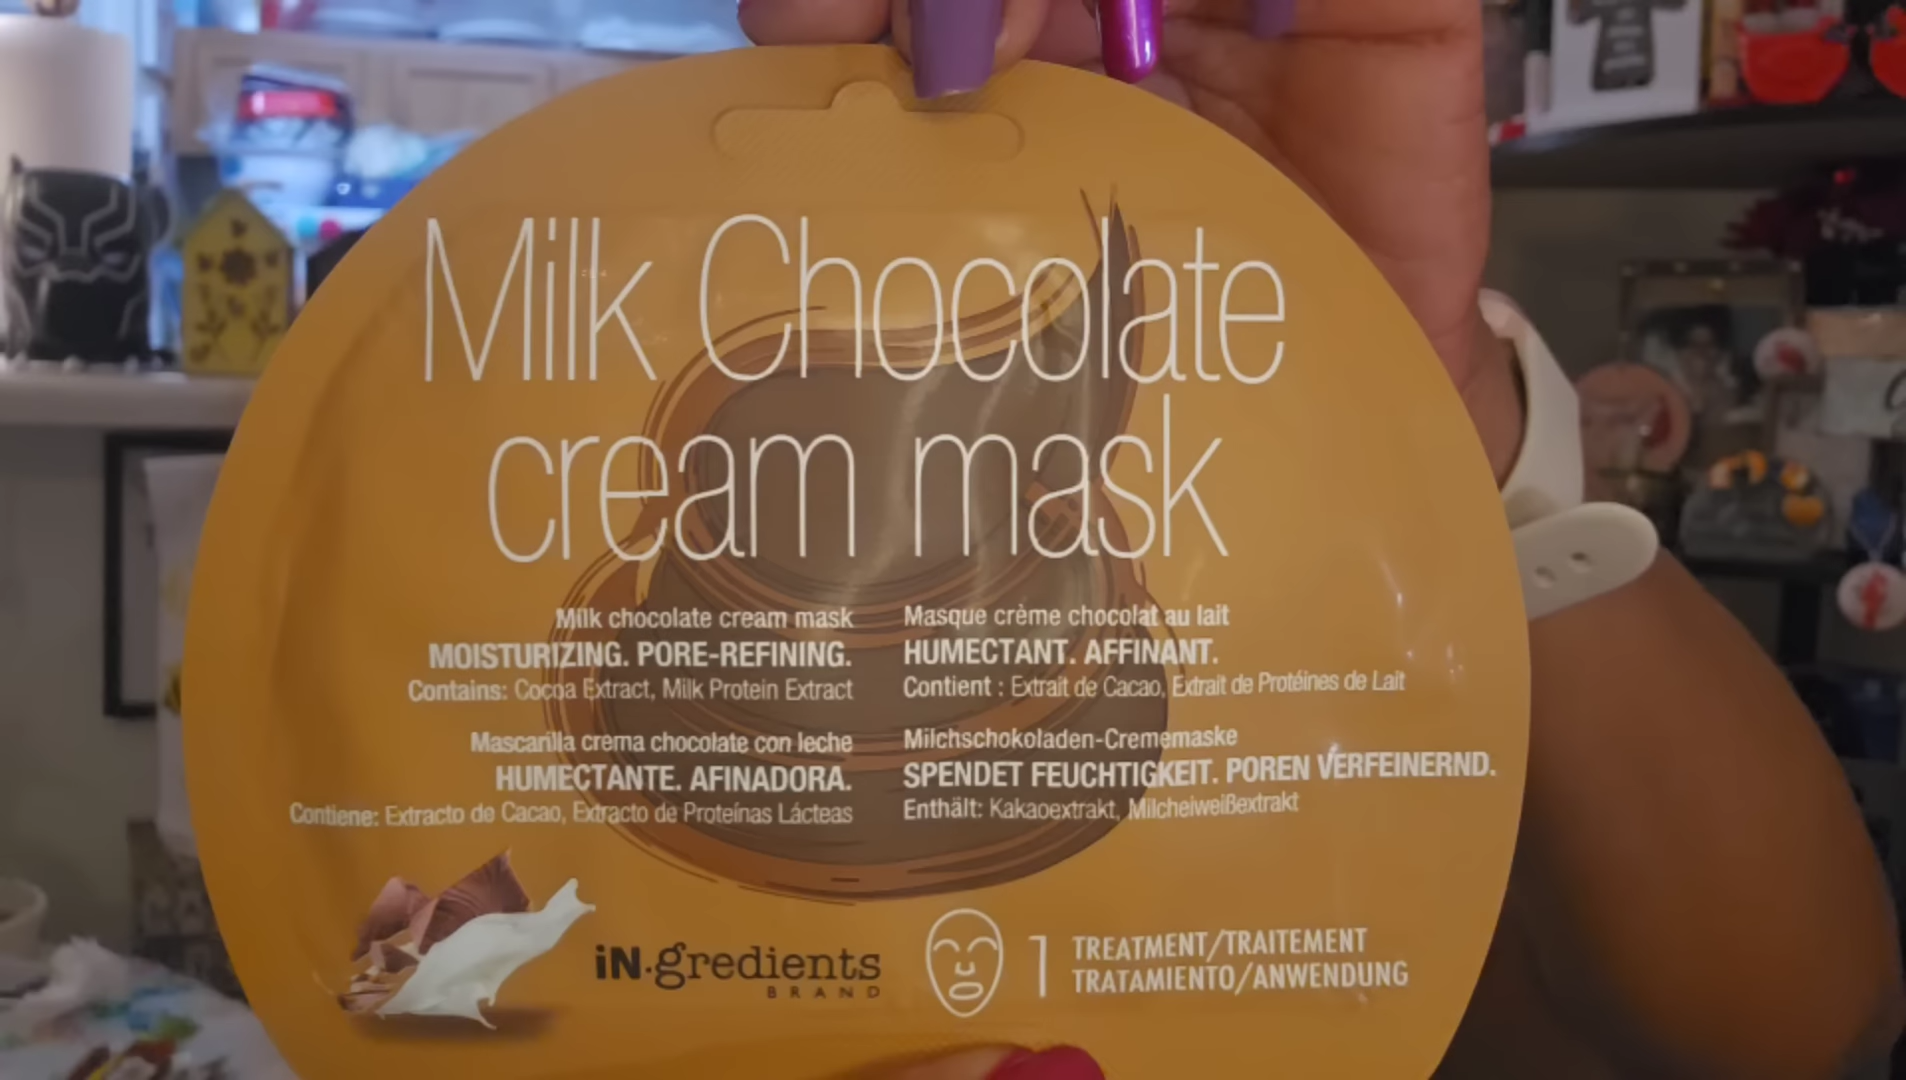 Milk Chocolate
cream mask
Milk chocolate cream mask
MOISTURIZING. PORE-REFINING.
Contains: Cocoa Extract, Milk Protein Extract
Masque crème chocolat au lait
HUMECTANT. AFFINANT.
Contient : Extrait de Cacao, Extrait de Protéines de Lait
Mascarilla crema chocolate con leche
HUMECTANTE. AFINADORA.
Contiene: Extracto de Cacao, Extracto de Proteínas Lácteas
Milchschokoladen-Crememaske
SPENDET FEUCHTIGKEIT. POREN VERFEINERND.
Enthält: Kakaoextrakt, Milcheiweißextrakt
iN·gredients
BRAND
1 TREATMENT/TRAITEMENT
TRATAMIENTO/ANWENDUNG